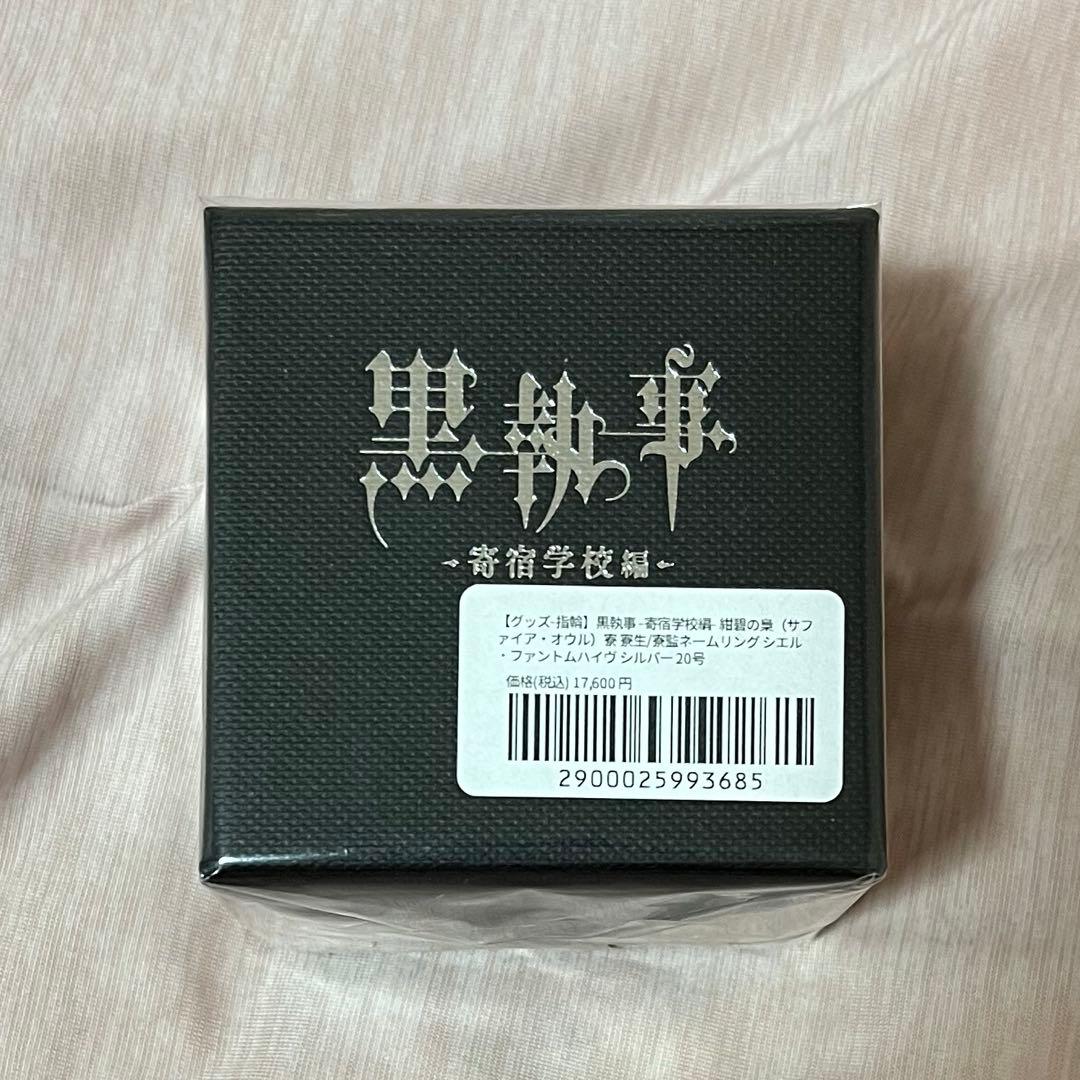 黒執事
-寄宿学校編-
【グッズ-指輪】黒執事 -寄宿学校編- 紺碧の梟（サフ
ァイア・オウル）寮 寮生/寮監ネームリング シエル
・ファントムハイヴ シルバー 20号
価格(税込) 17,600 円
2900025993685